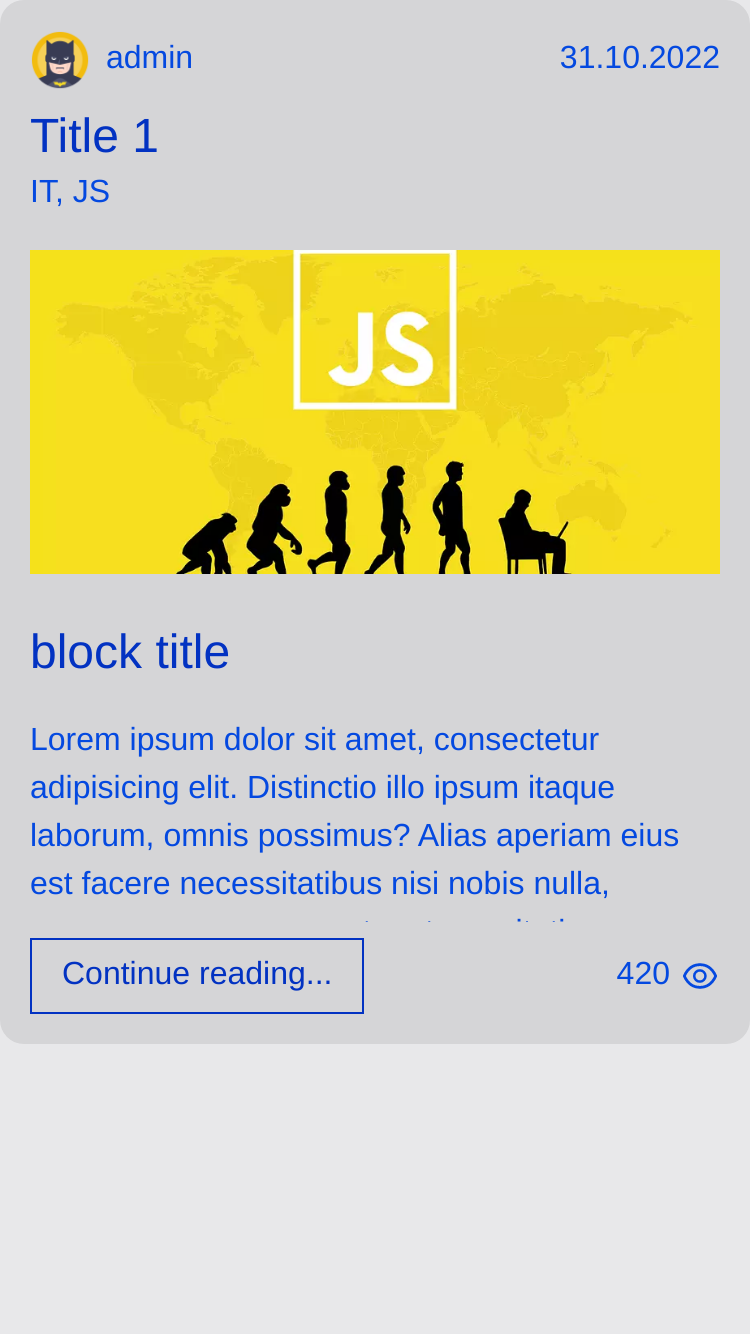 admin
31.10.2022
Title 1
IT, JS
JS
block title
Lorem ipsum dolor sit amet, consectetur
adipisicing elit. Distinctio illo ipsum itaque
laborum, omnis possimus? Alias aperiam eius
est facere necessitatibus nisi nobis nulla,
Continue reading...
420